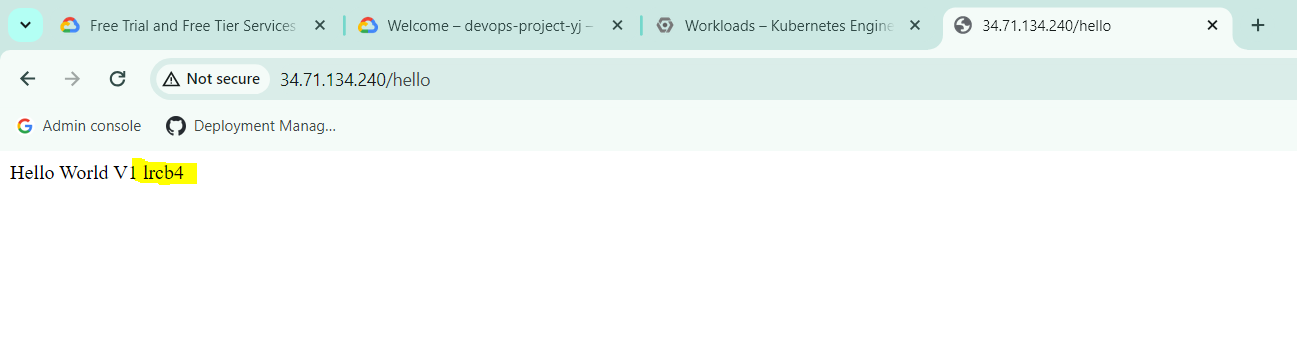 Free Trial and Free Tier Services
Welcome – devops-project-yj –
Workloads – Kubernetes Engine
34.71.134.240/hello
Not secure
34.71.134.240/hello
Admin console
Deployment Manag...
Hello World V1 lrcb4